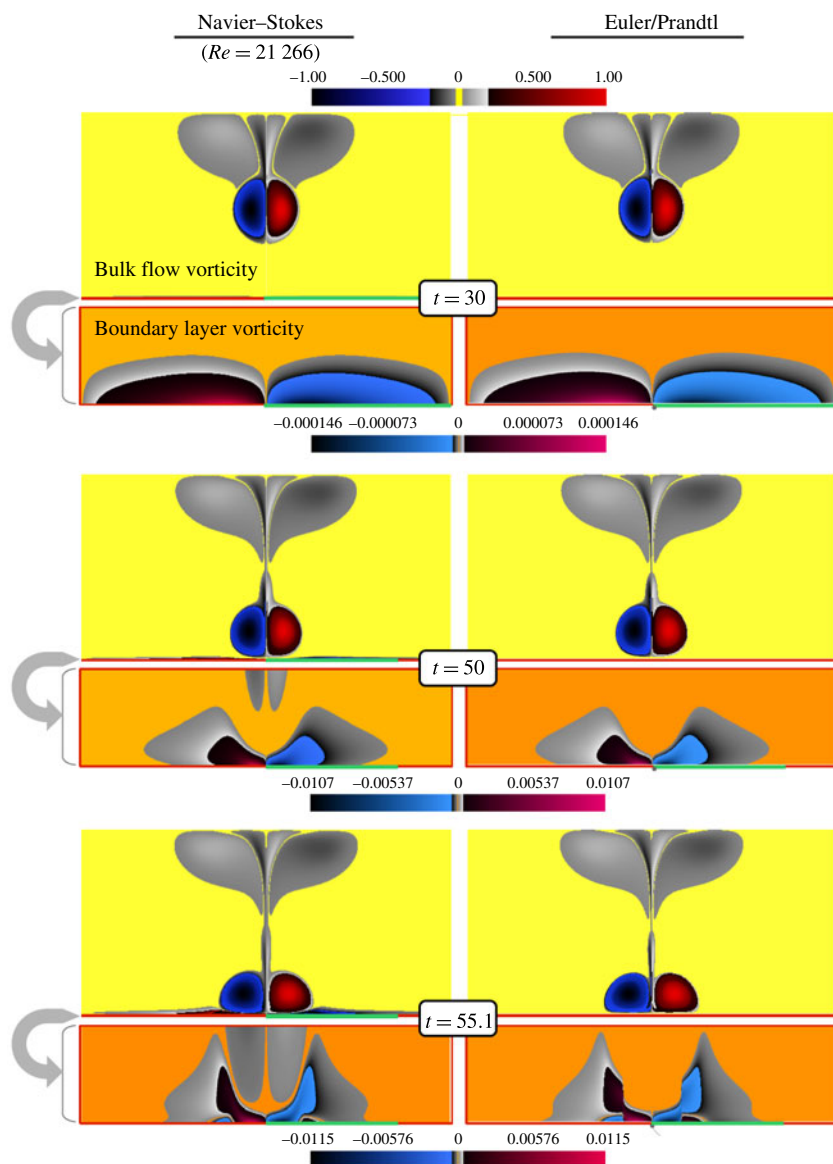 Navier–Stokes Euler/Prandtl
(Re = 21 266)
−1.00 −0.500 0 0.500 1.00
Bulk flow vorticity
t = 30
Boundary layer vorticity
−0.000146 −0.000073 0 0.000073 0.000146
t = 50
−0.0107 −0.00537 0 0.00537 0.0107
t = 55.1
−0.0115 −0.00576 0 0.00576 0.0115